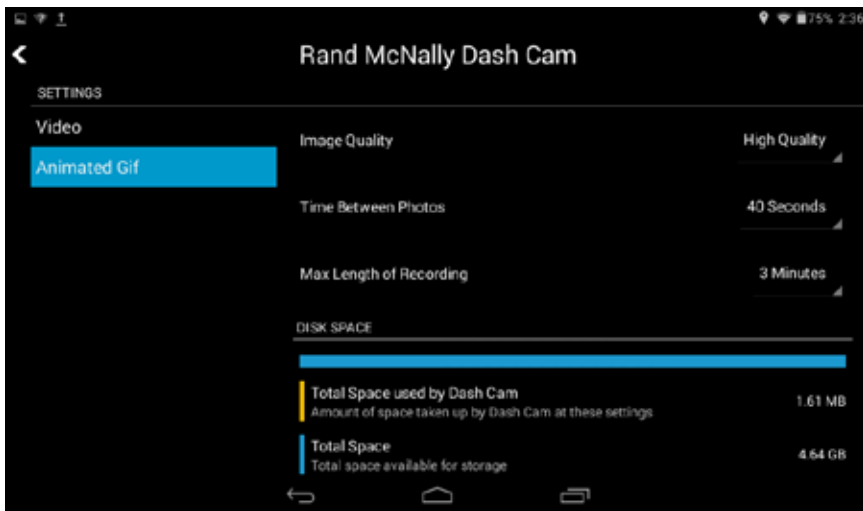 75% 2:36
Rand McNally Dash Cam
SETTINGS
Video
Animated Gif
Image Quality High Quality
Time Between Photos 40 Seconds
Max Length of Recording 3 Minutes
DISK SPACE
Total Space used by Dash Cam 1.61 MB
Amount of space taken up by Dash Cam at these settings
Total Space 4.64 GB
Total space available for storage